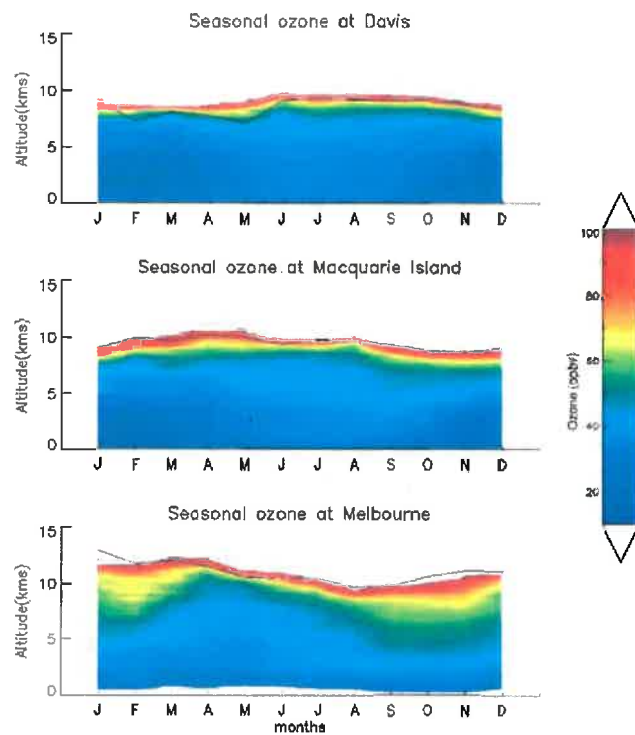 Seasonal ozone at Davis
15
10
5
0
Altitude(kms)
J F M A M J J A S O N D
Seasonal ozone at Macquarie Island
15
10
5
0
Altitude(kms)
J F M A M J J A S O N D
Seasonal ozone at Melbourne
15
10
5
0
Altitude(kms)
J F M A M J J A S O N D
months
100
80
60
40
20
Ozone (ppbv)